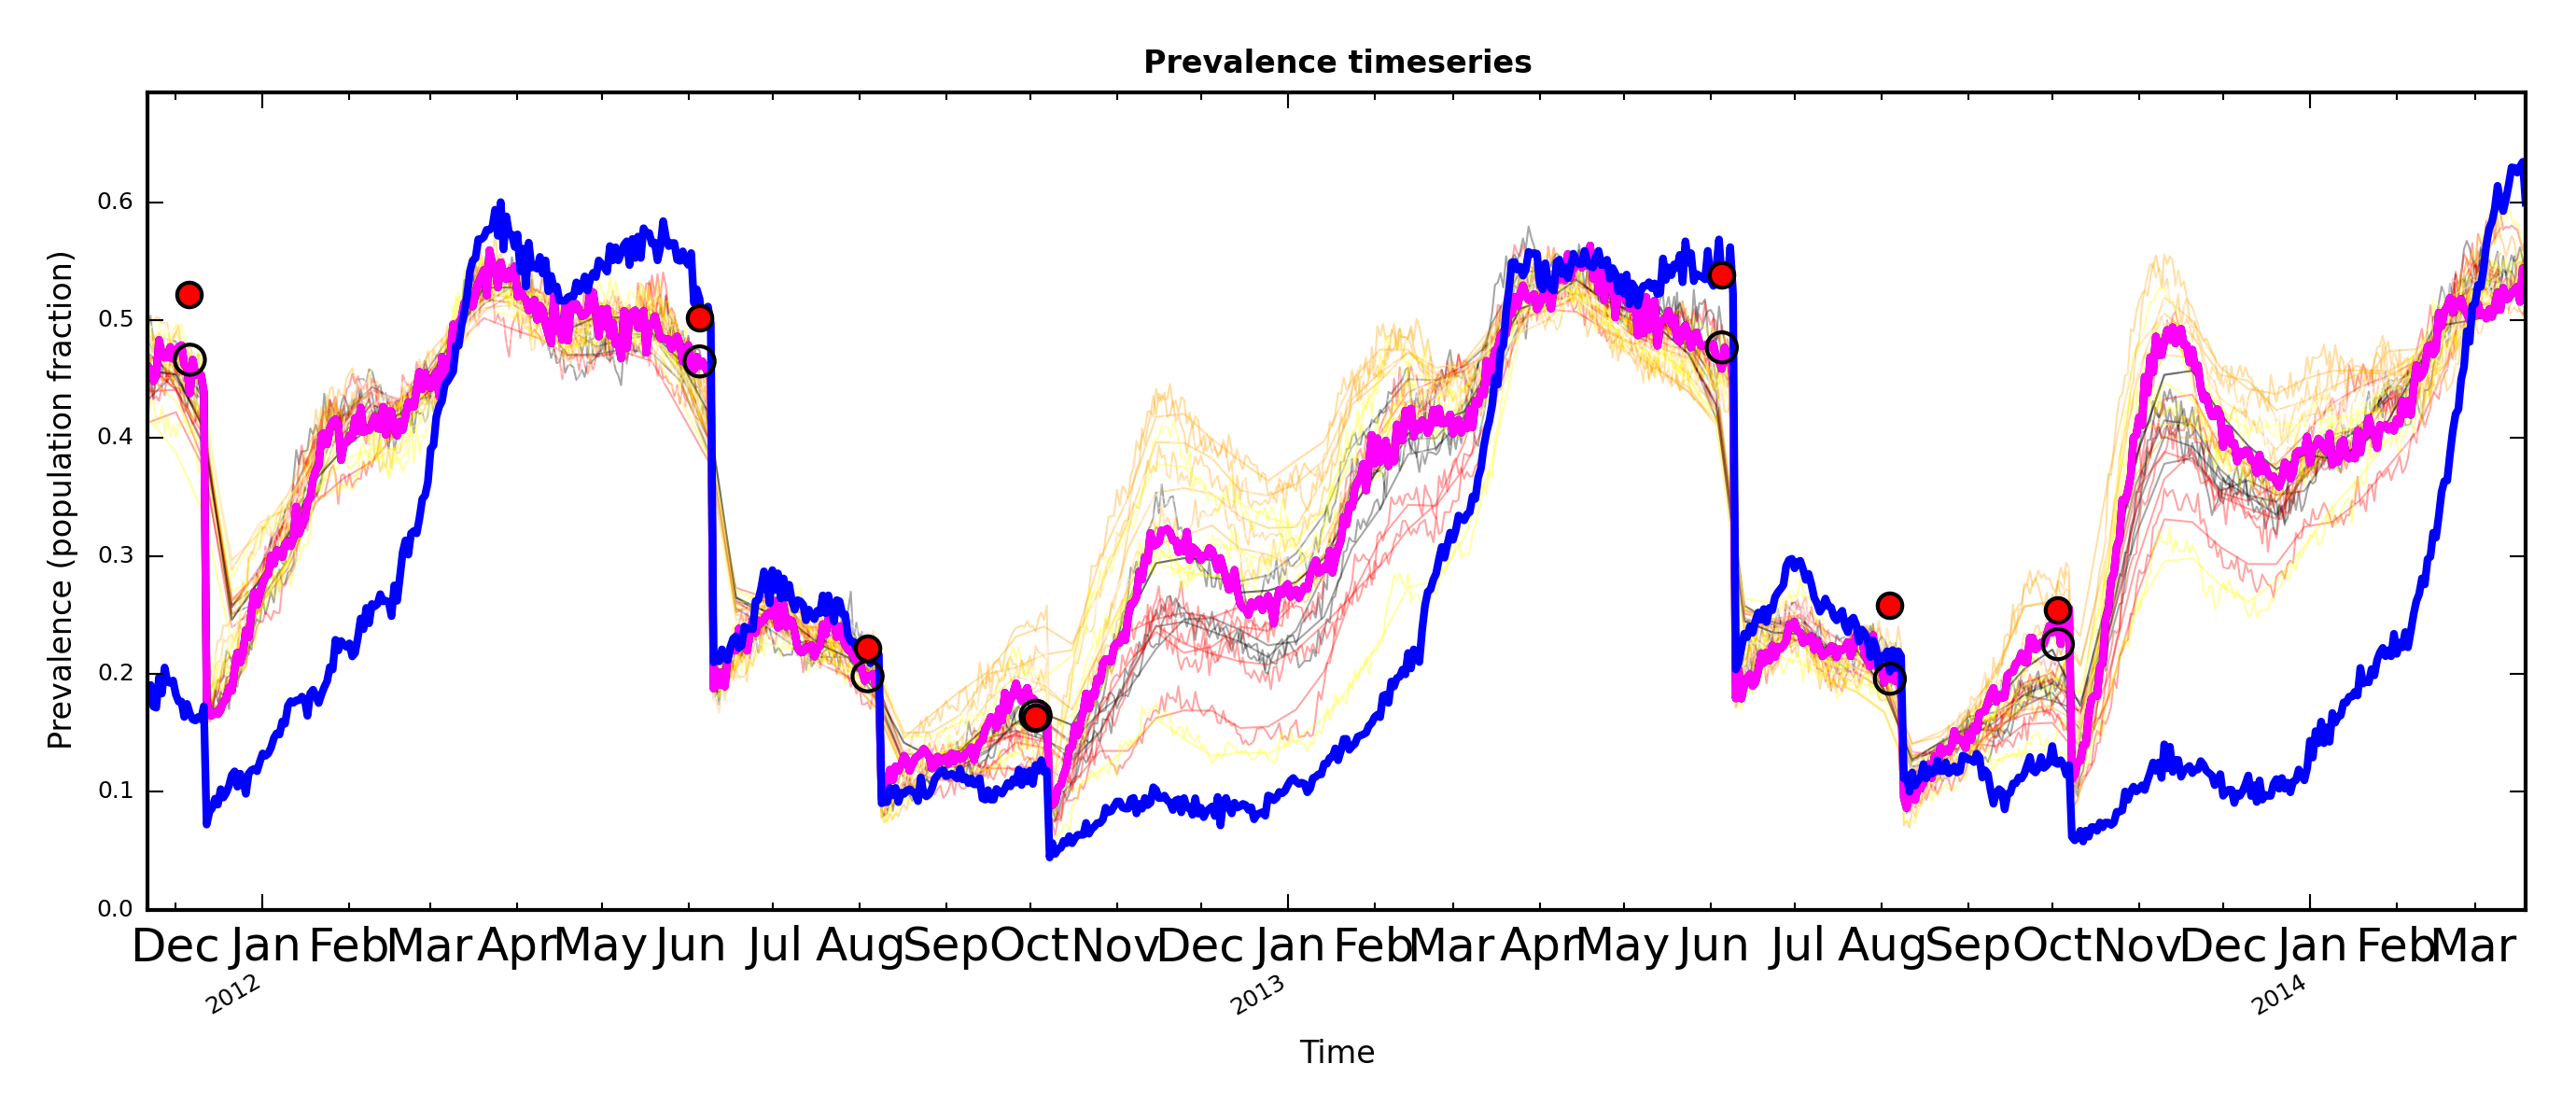 Prevalence timeseries
Prevalence (population fraction)
0.6
0.5
0.4
0.3
0.2
0.1
0.0
Dec Jan Feb Mar Apr May Jun Jul Aug Sep Oct Nov Dec Jan Feb Mar Apr May Jun Jul Aug Sep Oct Nov Dec Jan Feb Mar
2012 2013 2014
Time